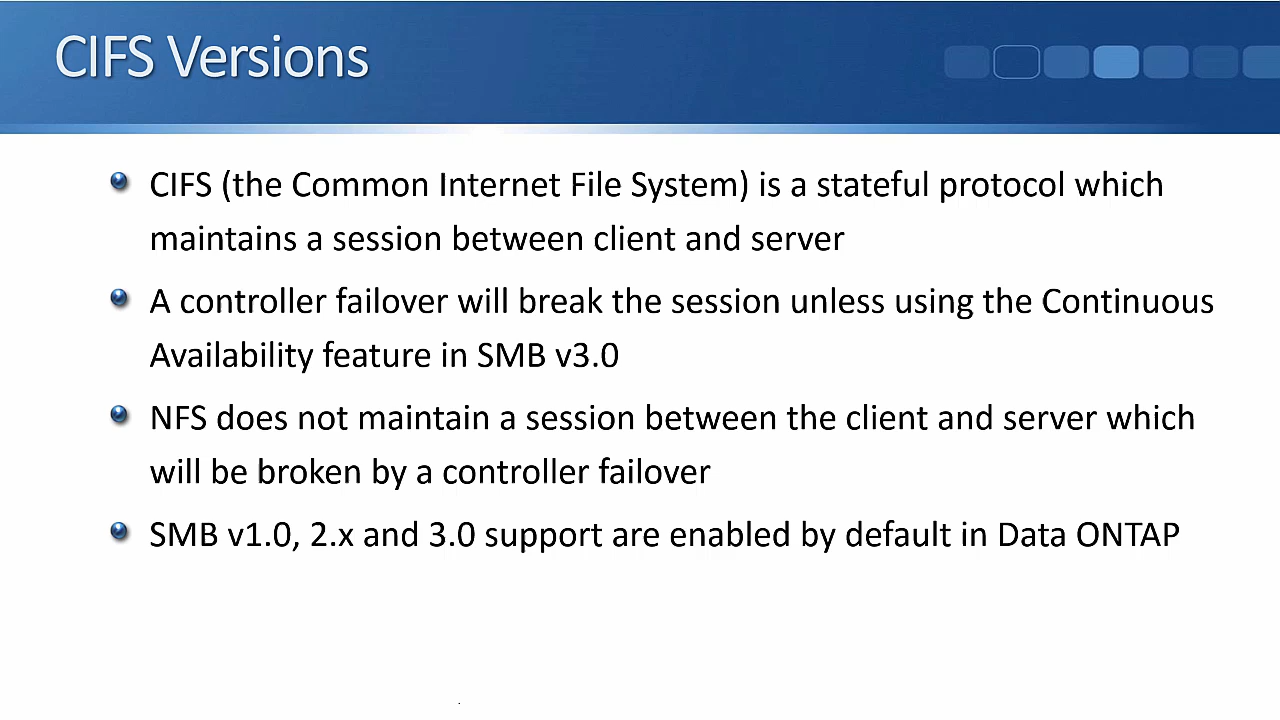 CIFS Versions
CIFS (the Common Internet File System) is a stateful protocol which
maintains a session between client and server
A controller failover will break the session unless using the Continuous
Availability feature in SMB v3.0
NFS does not maintain a session between the client and server which
will be broken by a controller failover
SMB v1.0, 2.x and 3.0 support are enabled by default in Data ONTAP